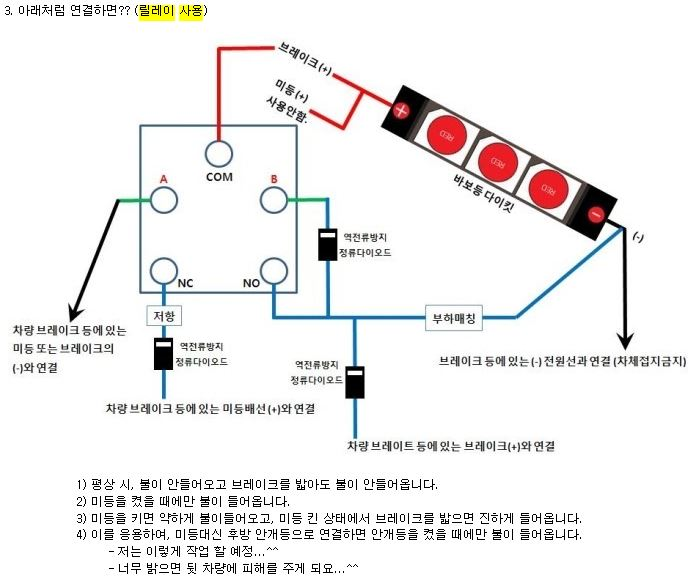 3. 아래처럼 연결하면?? (릴레이 사용)
브레이크(+)
미등(+)
사용안함.
+
RED
RED
RED
바보등 다이킷
-
(-)
COM
A
B
NC
NO
역전류방지
정류다이오드
저항
부하매칭
차량 브레이크 등에 있는
미등 또는 브레이크의
(-)와 연결
역전류방지
정류다이오드
역전류방지
정류다이오드
브레이크 등에 있는(-) 전원선과 연결 (차체접지금지)
차량 브레이크 등에 있는 미등배선(+)와 연결
차량 브레이트 등에 있는 브레이크(+)와 연결
1) 평상 시, 불이 안들어오고 브레이크를 밟아도 불이 안들어옵니다.
2) 미등을 켰을 때에만 불이 들어옵니다.
3) 미등을 키면 약하게 불이들어오고, 미등 킨 상태에서 브레이크를 밟으면 진하게 들어옵니다.
4) 이를 응용하여, 미등대신 후방 안개등으로 연결하면 안개등을 켰을 때에만 불이 들어옵니다.
- 저는 이렇게 작업 할 예정...^^
- 너무 밝으면 뒷 차량에 피해를 주게 되요...^^